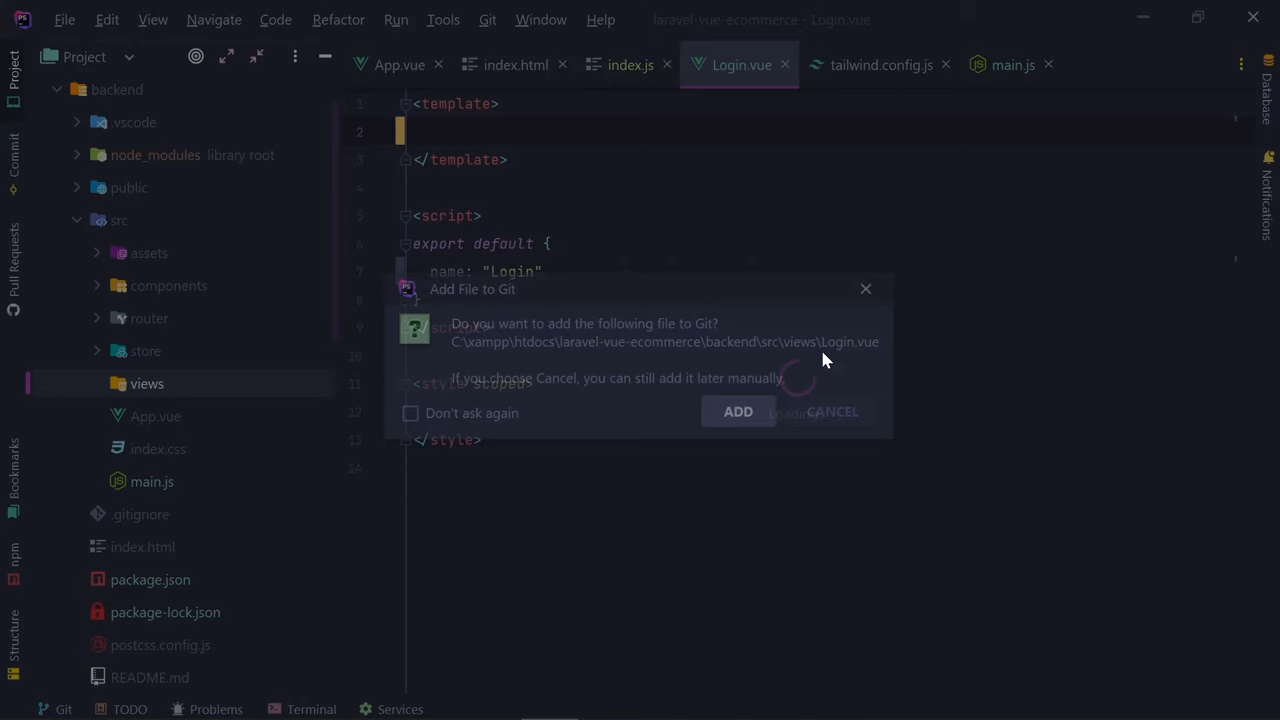 PS File Edit View Navigate Code Refactor Run Tools Git Window Help laravel-vue-ecommerce - Login.vue
Project
App.vue index.html index.js Login.vue tailwind.config.js main.js
backend
.vscode
node_modules library root
public
src
assets
components
router
store
views
App.vue
index.css
main.js
.gitignore
index.html
package.json
package-lock.json
postcss.config.js
README.md
Project
Commit
Pull Requests
Bookmarks
npm
Structure
1 <template>
2
3 </template>
4
5 <script>
6 export default {
7 name: "Login"
8 }
9 </script>
10
11 <style scoped>
12
13 </style>
14
PS Add File to Git
? Do you want to add the following file to Git?
C:\xampp\htdocs\laravel-vue-ecommerce\backend\src\views\Login.vue
If you choose Cancel, you can still add it later manually.
Don't ask again ADD CANCEL
Loading
Database
Notifications
Git TODO Problems Terminal Services